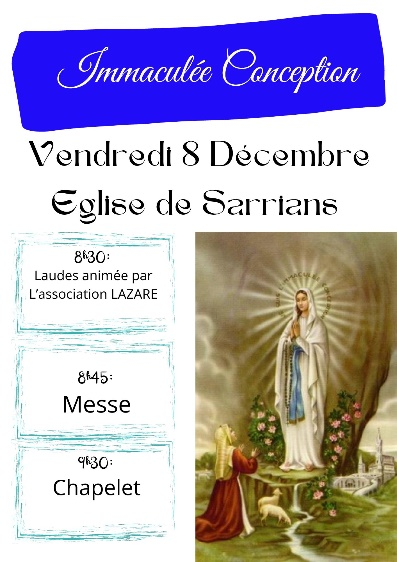 Immaculée Conception
Vendredi 8 Décembre
Eglise de Sarrians
8h30:
Laudes animée par
L'association LAZARE
8h45:
Messe
9h30:
Chapelet